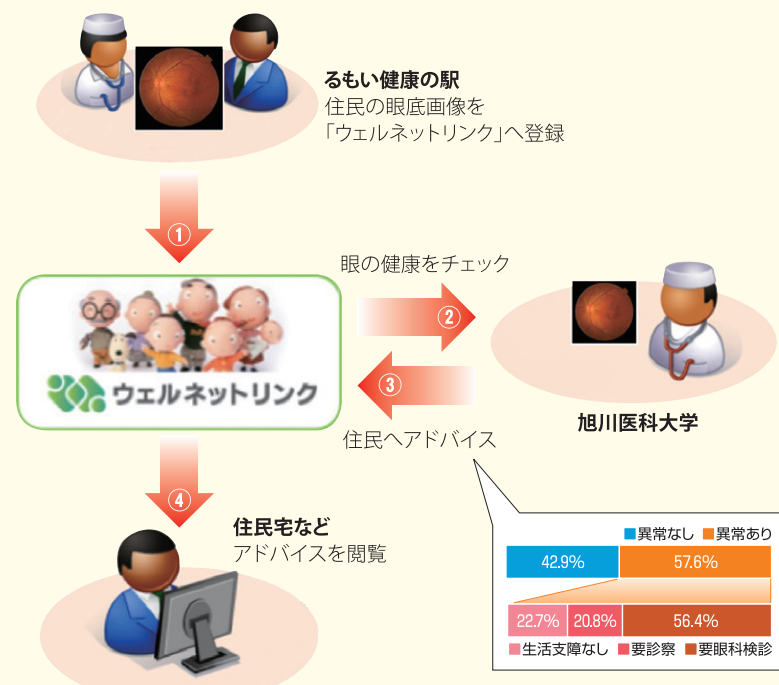 るもい健康の駅
住民の眼底画像を
「ウェルネットリンク」へ登録
①
眼の健康をチェック
②
ウェルネットリンク
③
住民へアドバイス
旭川医科大学
④
住民宅など
アドバイスを閲覧
異常なし 異常あり
42.9% 57.6%
22.7% 20.8% 56.4%
生活支障なし 要診察 要眼科検診